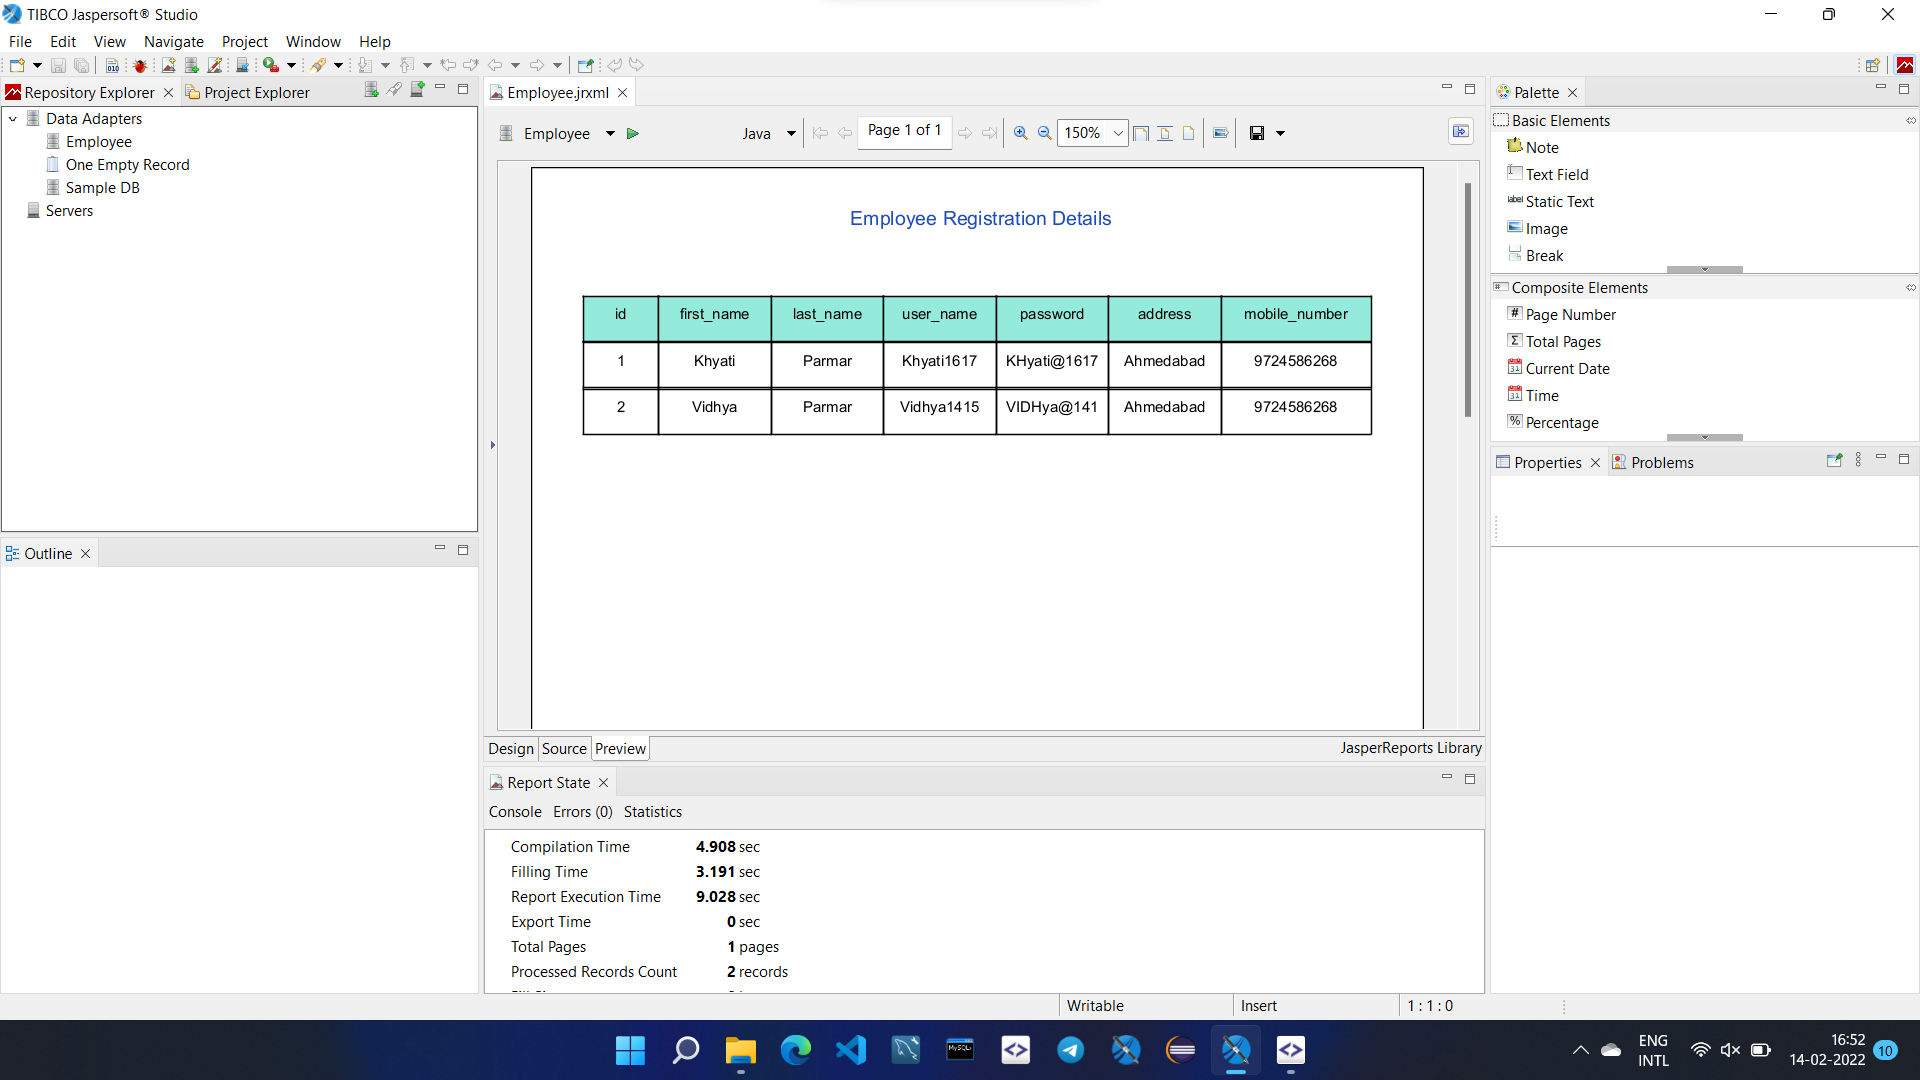 TIBCO Jaspersoft® Studio
File Edit View Navigate Project Window Help
Repository Explorer
Project Explorer
Data Adapters
Employee
One Empty Record
Sample DB
Servers
Outline
Employee.jrxml
Employee Java Page 1 of 1 150%
Employee Registration Details
id first_name last_name user_name password address mobile_number
1 Khyati Parmar Khyati1617 KHyati@1617 Ahmedabad 9724586268
2 Vidhya Parmar Vidhya1415 VIDHya@141 Ahmedabad 9724586268
Design Source Preview JasperReports Library
Report State
Console Errors (0) Statistics
Compilation Time 4.908 sec
Filling Time 3.191 sec
Report Execution Time 9.028 sec
Export Time 0 sec
Total Pages 1 pages
Processed Records Count 2 records
Palette
Basic Elements
Note
Text Field
label Static Text
Image
Break
Composite Elements
# Page Number
Σ Total Pages
31 Current Date
31 Time
% Percentage
Properties
Problems
Writable Insert 1 : 1 : 0
MySQL
ENG
INTL
16:52
14-02-2022
10